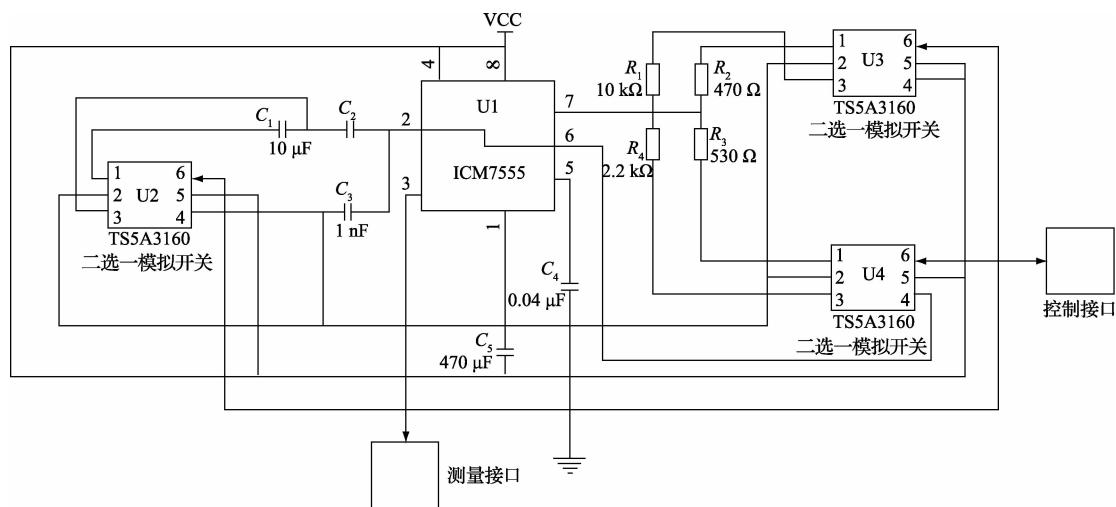 VCC
4
8
U1
ICM7555
2
3
1
7
6
5
C1
10 μF
C2
C3
1 nF
1
2
3
U2
6
5
4
TS5A3160
二选一模拟开关
C4
0.04 μF
C5
470 μF
R1
10 kΩ
R2
470 Ω
R3
530 Ω
R4
2.2 kΩ
1
2
3
U3
6
5
4
TS5A3160
二选一模拟开关
1
2
3
U4
6
5
4
TS5A3160
二选一模拟开关
控制接口
测量接口